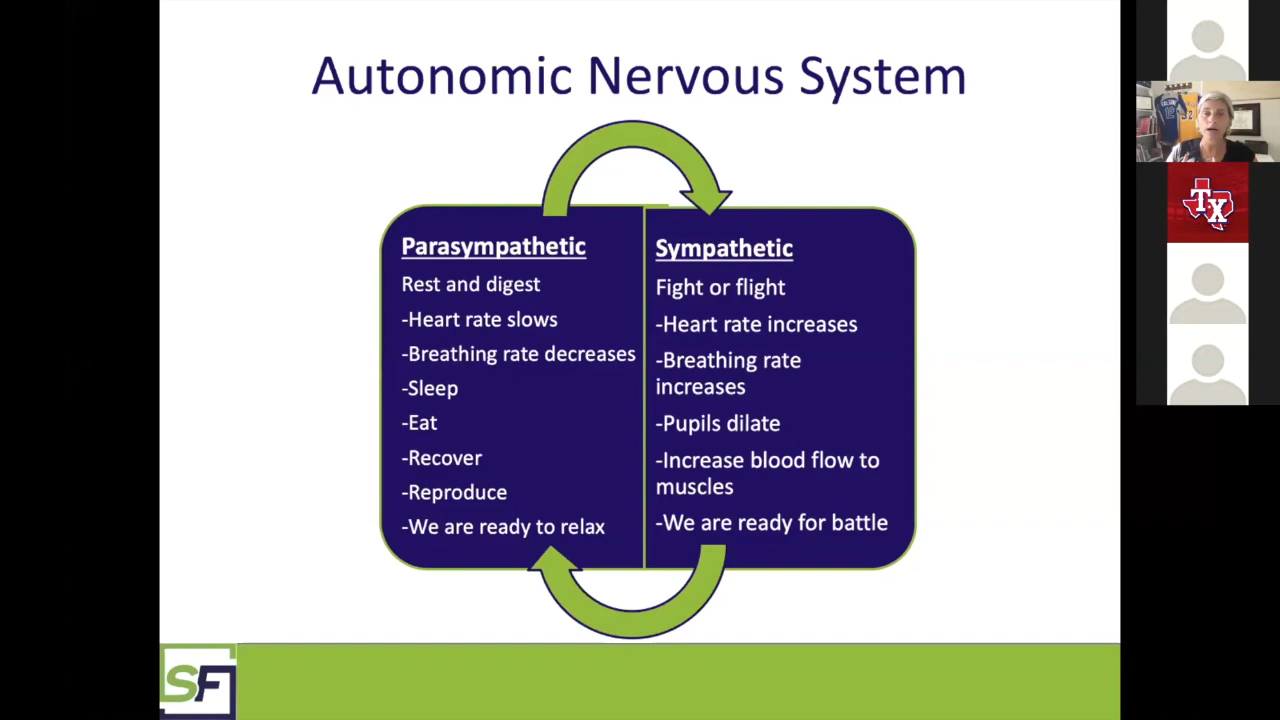 Autonomic Nervous System
Parasympathetic
Rest and digest
-Heart rate slows
-Breathing rate decreases
-Sleep
-Eat
-Recover
-Reproduce
-We are ready to relax
Sympathetic
Fight or flight
-Heart rate increases
-Breathing rate
increases
-Pupils dilate
-Increase blood flow to
muscles
-We are ready for battle
SF
TX